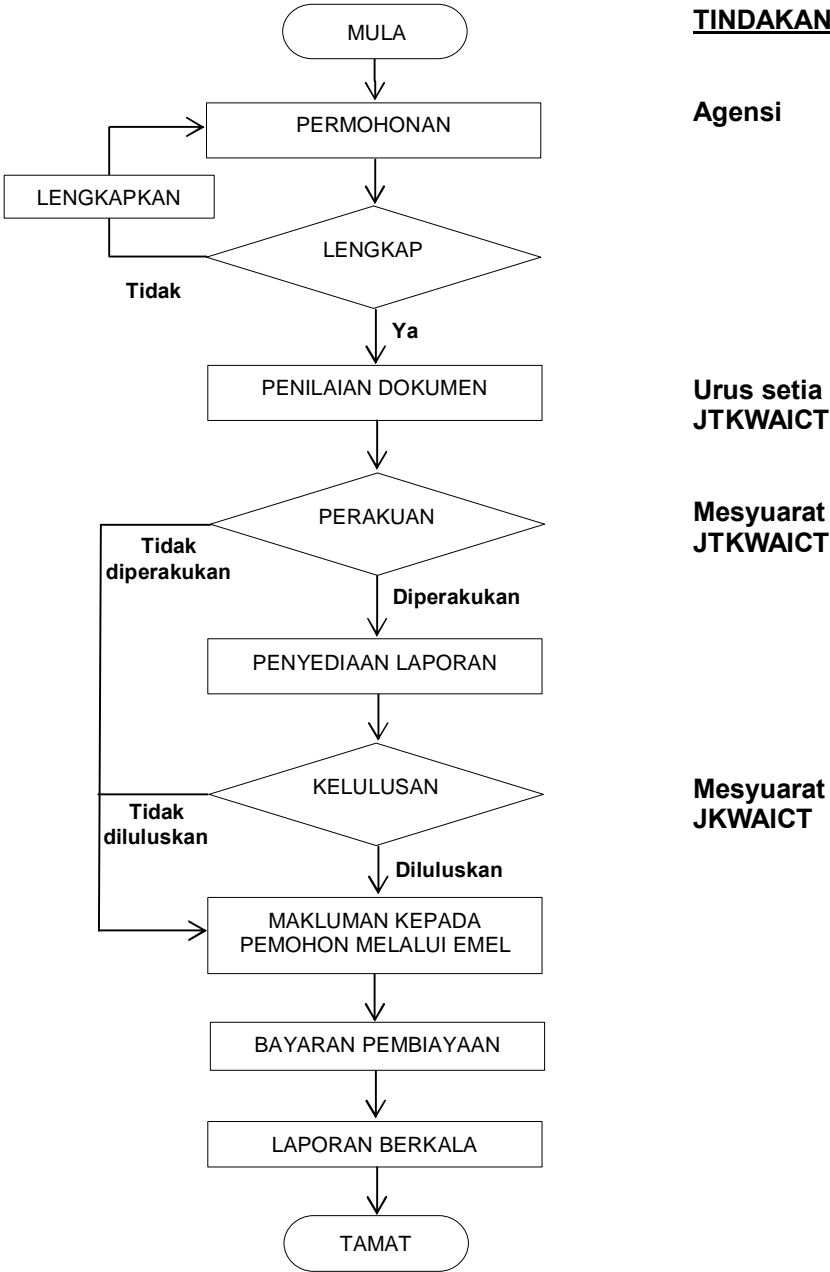 MULA
TINDAKAN
PERMOHONAN
Agensi
LENGKAPKAN
LENGKAP
Tidak
Ya
PENILAIAN DOKUMEN
Urus setia
JTKWAICT
PERAKUAN
Mesyuarat
JTKWAICT
Tidak
diperakukan
Diperakukan
PENYEDIAAN LAPORAN
KELULUSAN
Mesyuarat
JKWAICT
Tidak
diluluskan
Diluluskan
MAKLUMAN KEPADA
PEMOHON MELALUI EMEL
BAYARAN PEMBIAYAAN
LAPORAN BERKALA
TAMAT